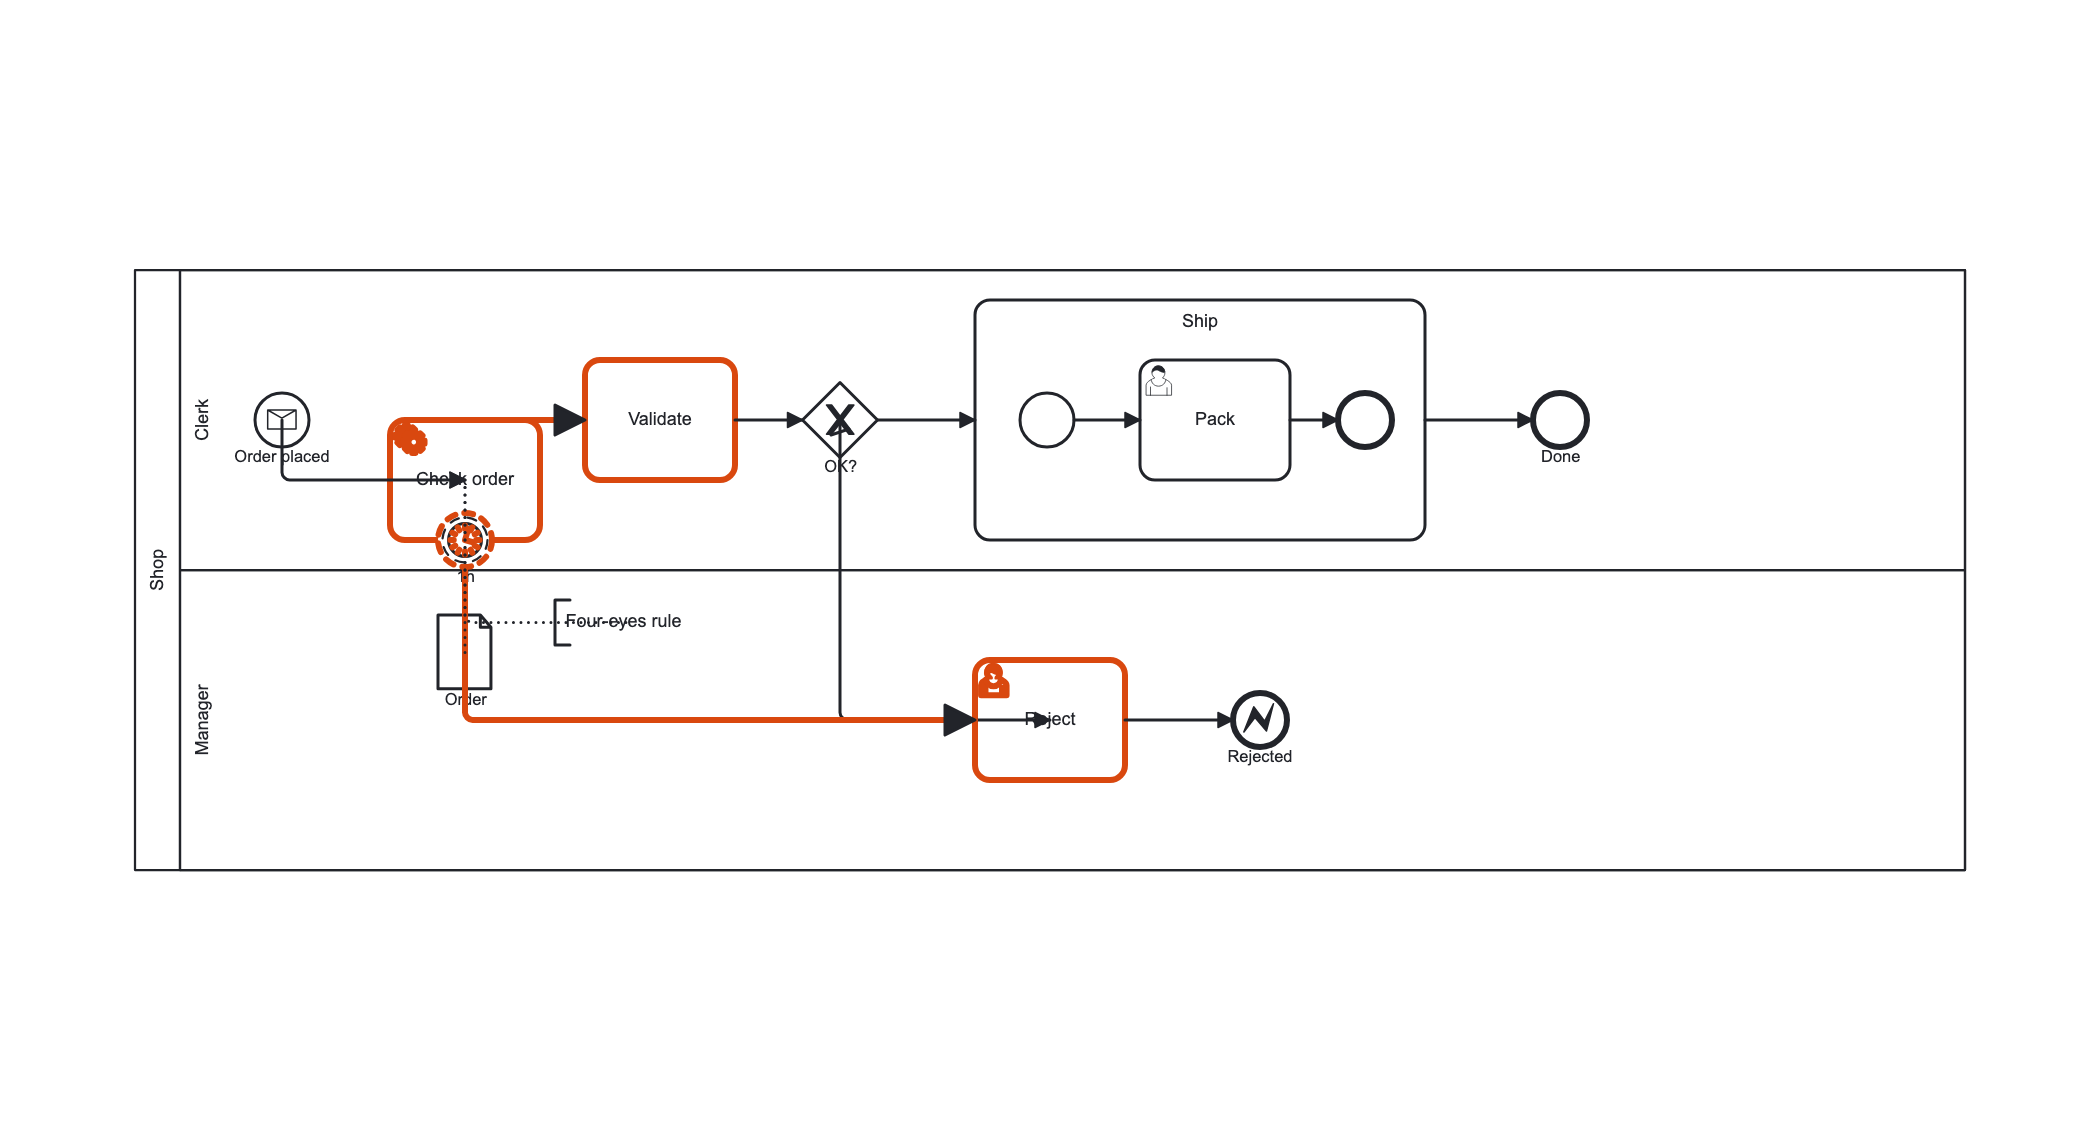 Shop
Clerk
Order placed
Check order
1h
Validate
OK?
Ship
Pack
Done
Manager
Four-eyes rule
Order
Reject
Rejected